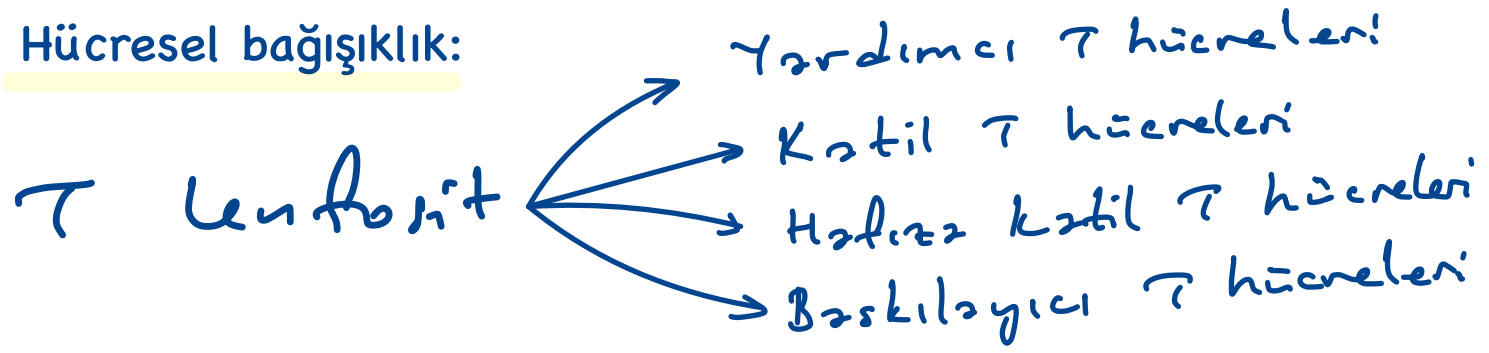 Hücresel bağışıklık:
Yardımcı T hücreleri
Katil T hücreleri
T lenfosit
Hafıza katil T hücreleri
Baskılayıcı T hücreleri